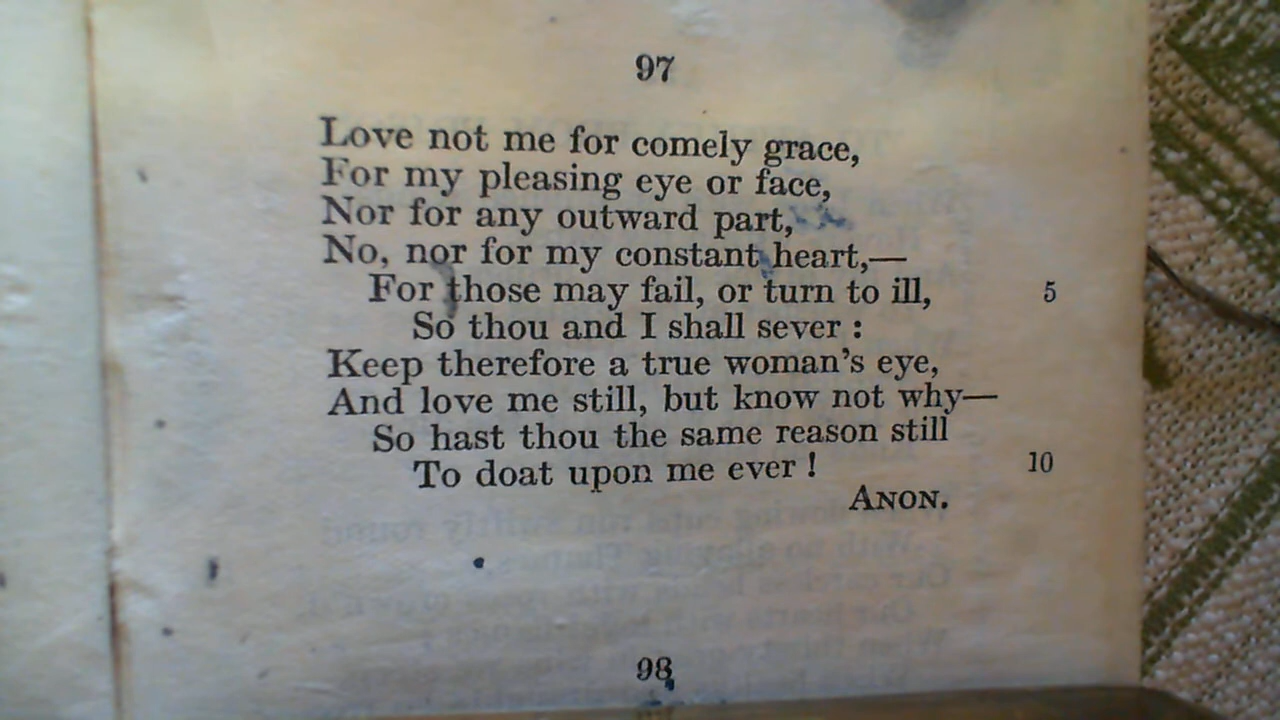 97
Love not me for comely grace,
For my pleasing eye or face,
Nor for any outward part,
No, nor for my constant heart,—
For those may fail, or turn to ill, 5
So thou and I shall sever :
Keep therefore a true woman's eye,
And love me still, but know not why—
So hast thou the same reason still
To doat upon me ever ! 10
ANON.
98